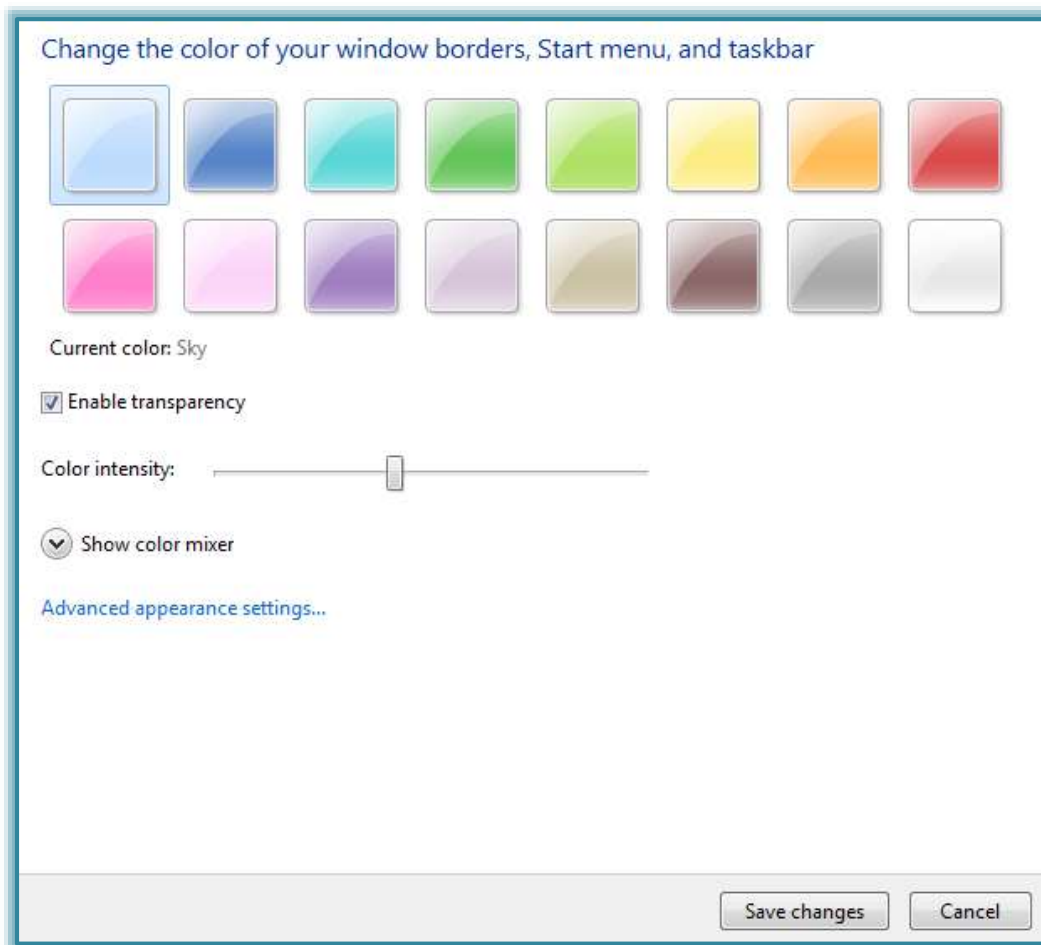 Change the color of your window borders, Start menu, and taskbar
Current color: Sky
Enable transparency
Color intensity:
Show color mixer
Advanced appearance settings...
Save changes
Cancel